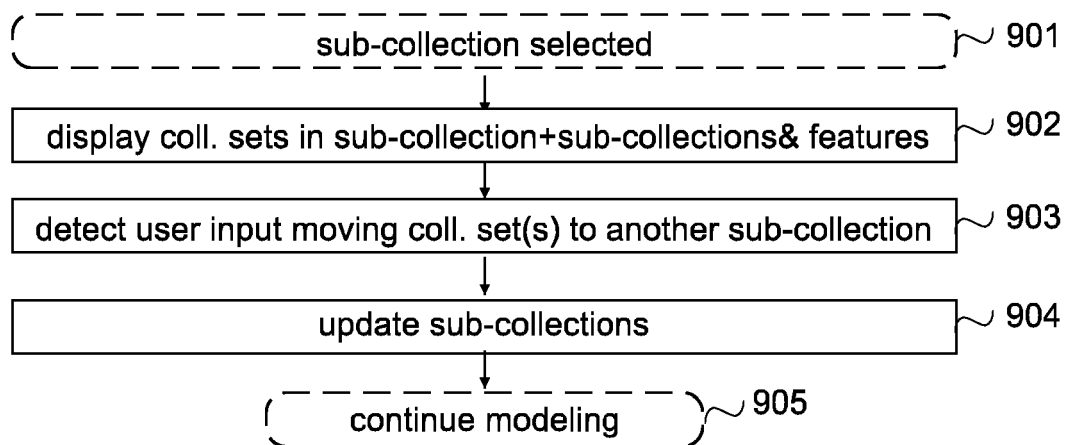 sub-collection selected 901
display coll. sets in sub-collection+sub-collections& features 902
detect user input moving coll. set(s) to another sub-collection 903
update sub-collections 904
continue modeling 905